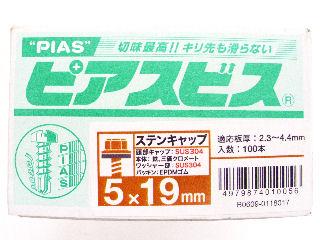 "PIAS"
切味最高!! キリ先も滑らない
ピアスビス®
ステンキャップ
頭部キャップ:SUS304
本体:鉄、三価クロメート
ワッシャー部:SUS304
パッキン:EPDMゴム
5×19mm
適応板厚:2.3~4.4mm
入数:100本
4979874010056
R0609-0118317
PIAS